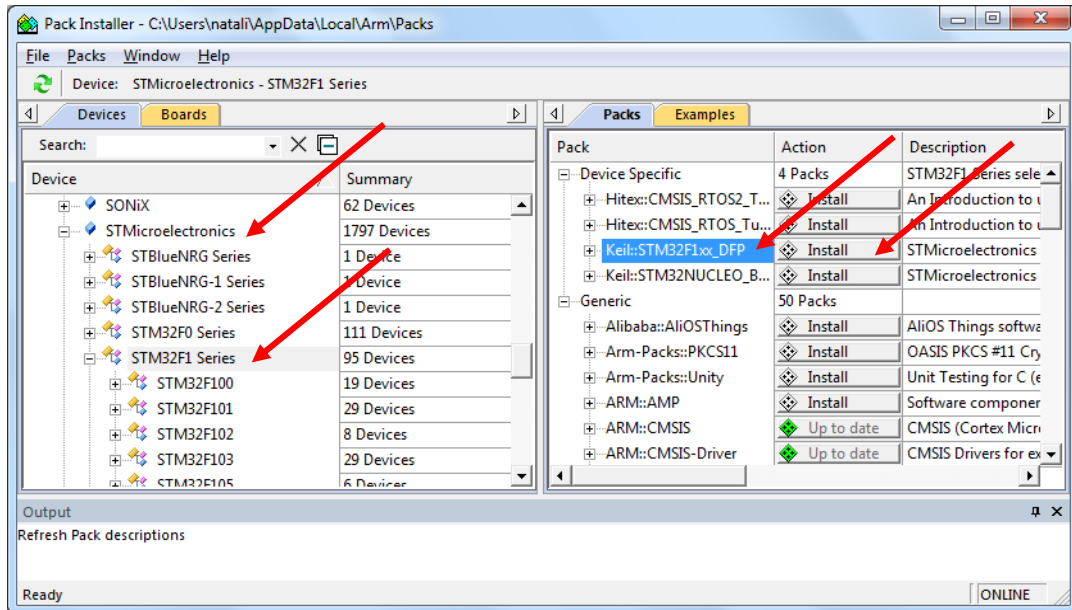 Pack Installer - C:\Users\natali\AppData\Local\Arm\Packs
File Packs Window Help
Device: STMicroelectronics - STM32F1 Series
Devices Boards
Search:
Device Summary
SONiX 62 Devices
STMicroelectronics 1797 Devices
STBlueNRG Series 1 Device
STBlueNRG-1 Series 1 Device
STBlueNRG-2 Series 1 Device
STM32F0 Series 111 Devices
STM32F1 Series 95 Devices
STM32F100 19 Devices
STM32F101 29 Devices
STM32F102 8 Devices
STM32F103 29 Devices
STM32F105 6 Devices
Packs Examples
Pack Action Description
Device Specific 4 Packs STM32F1 Series sele
Hitex::CMSIS_RTOS2_T... Install An Introduction to u
Hitex::CMSIS_RTOS_Tu... Install An Introduction to u
Keil::STM32F1xx_DFP Install STMicroelectronics
Keil::STM32NUCLEO_B... Install STMicroelectronics
Generic 50 Packs
Alibaba::AliOSThings Install AliOS Things softwa
Arm-Packs::PKCS11 Install OASIS PKCS #11 Cry
Arm-Packs::Unity Install Unit Testing for C (e
ARM::AMP Install Software componer
ARM::CMSIS Up to date CMSIS (Cortex Micr
ARM::CMSIS-Driver Up to date CMSIS Drivers for ex
Output
Refresh Pack descriptions
Ready ONLINE